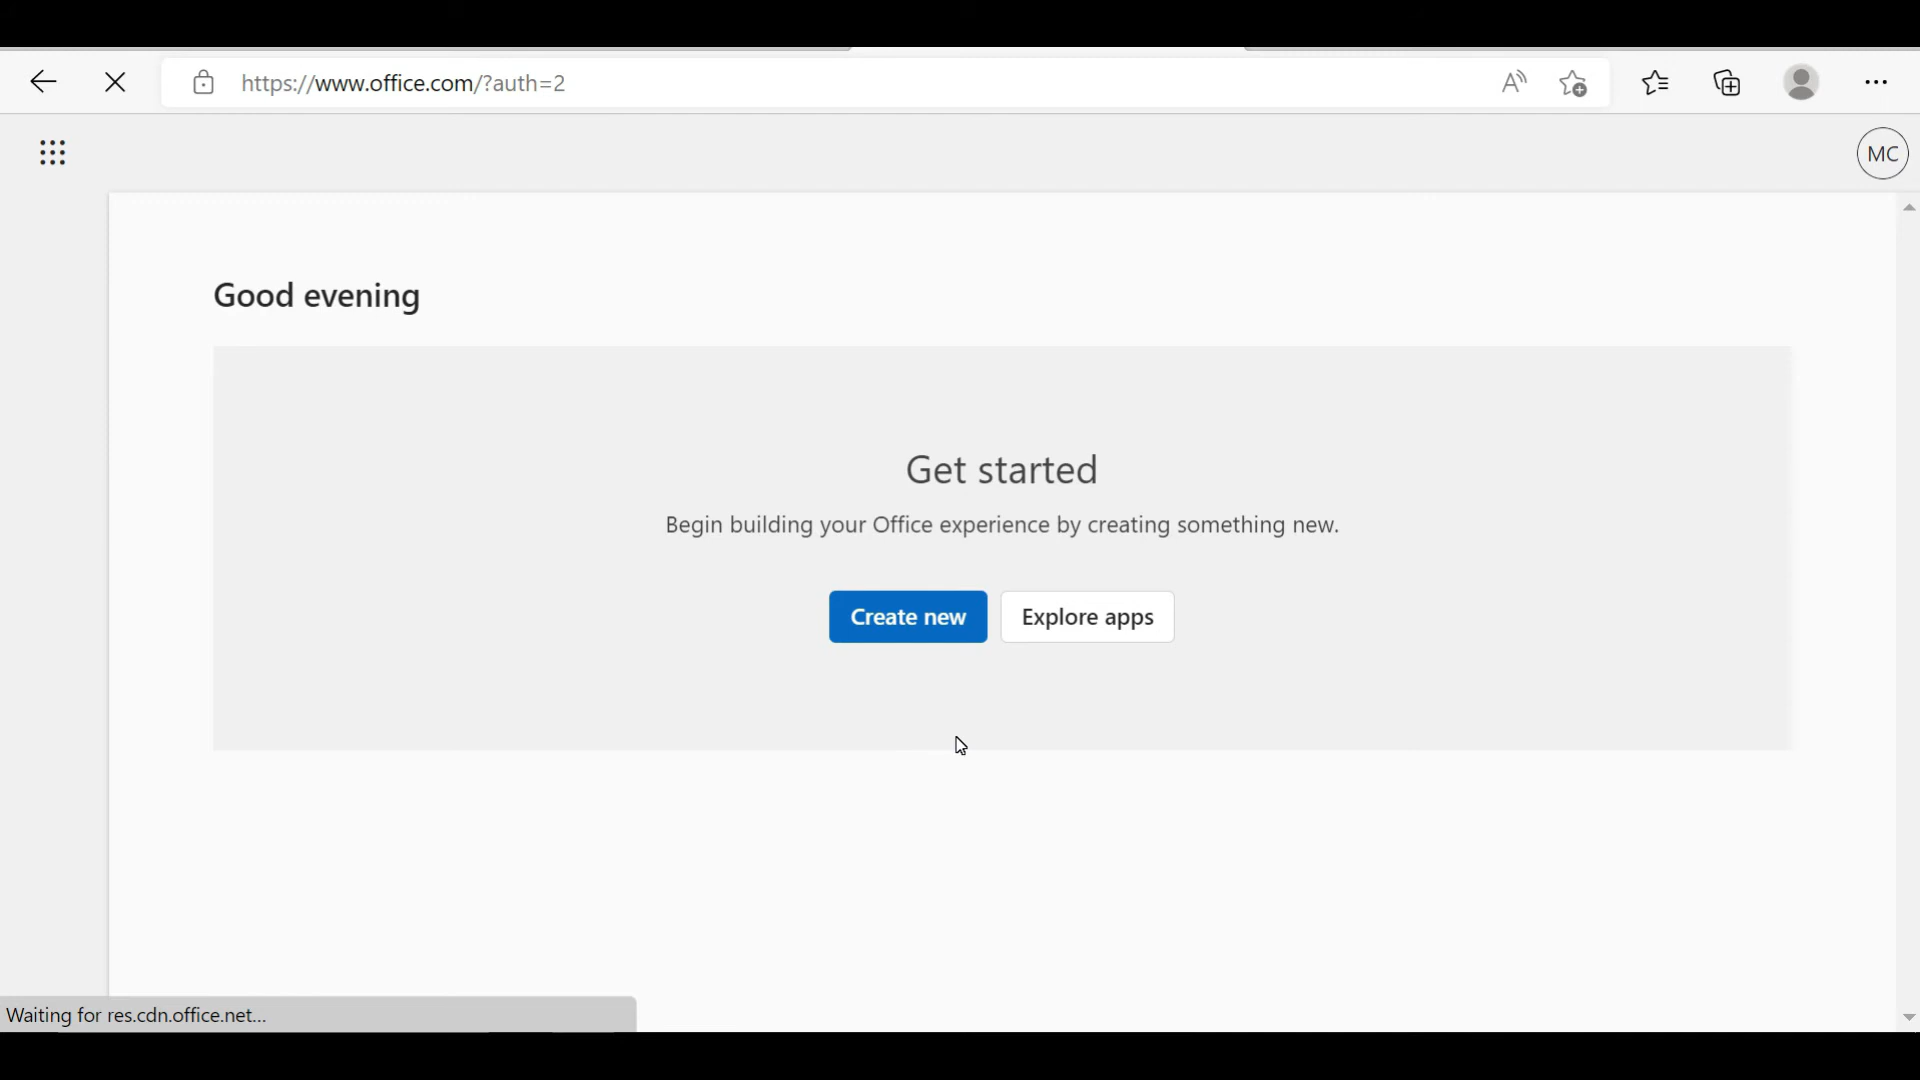 https://www.office.com/?auth=2
MC
Good evening
Get started
Begin building your Office experience by creating something new.
Create new Explore apps
Waiting for res.cdn.office.net...